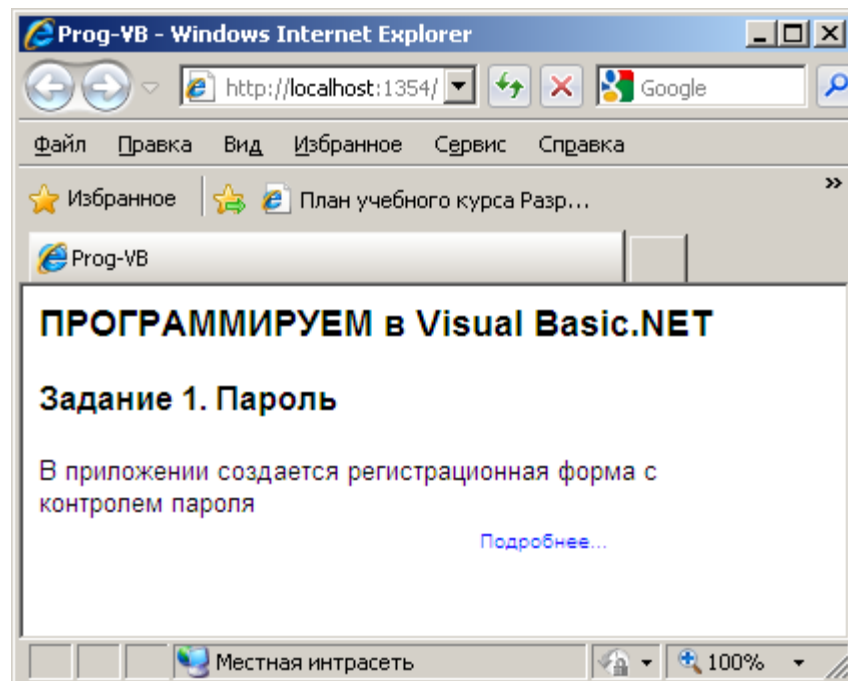 Prog-VB - Windows Internet Explorer
http://localhost:1354/ Google
Файл Правка Вид Избранное Сервис Справка
Избранное План учебного курса Разр...
Prog-VB
ПРОГРАММИРУЕМ в Visual Basic.NET
Задание 1. Пароль
В приложении создается регистрационная форма с
контролем пароля
Подробнее...
Местная интрасеть 100%